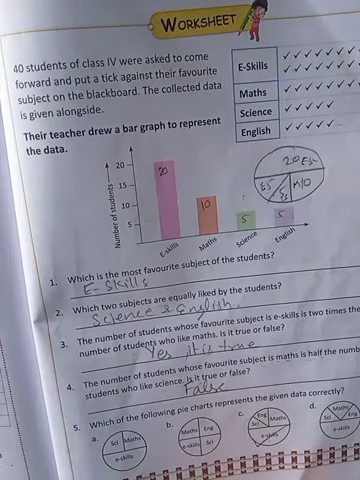 WORKSHEET
40 students of class IV were asked to come
forward and put a tick against their favourite
subject on the blackboard. The collected data
is given alongside.
E-Skills
Maths
Science
English
Their teacher drew a bar graph to represent
the data.
Number of students
20
15
10
5
20
10
5
5
E-skills
Maths
Science
English
1. Which is the most favourite subject of the students?
E-Skills
2. Which two subjects are equally liked by the students?
Science & English.
3. The number of students whose favourite subject is e-skills is two times the
number of students who like maths. Is it true or false?
Yes it is true
4. The number of students whose favourite subject is maths is half the numb
students who like science. Is it true or false?
False
5. Which of the following pie charts represents the given data correctly?
a.
Sci Maths
e-skills
b.
Maths Eng
e-skills Sci
c.
Eng
Sci Maths
e-skills
d.
Maths
Sci Eng
e-skills